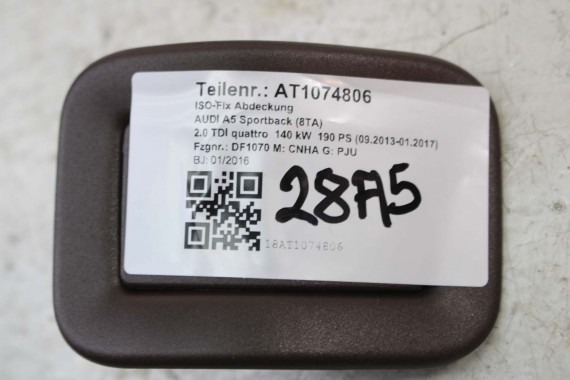 Teilenr.: AT1074806
ISO-Fix Abdeckung
AUDI A5 Sportback (8TA)
2.0 TDI quattro 140 kW 190 PS (09.2013-01.2017)
Fzgnr.: DF1070 M: CNHA G: PJU
BJ: 01/2016
28A5
18AT1074806